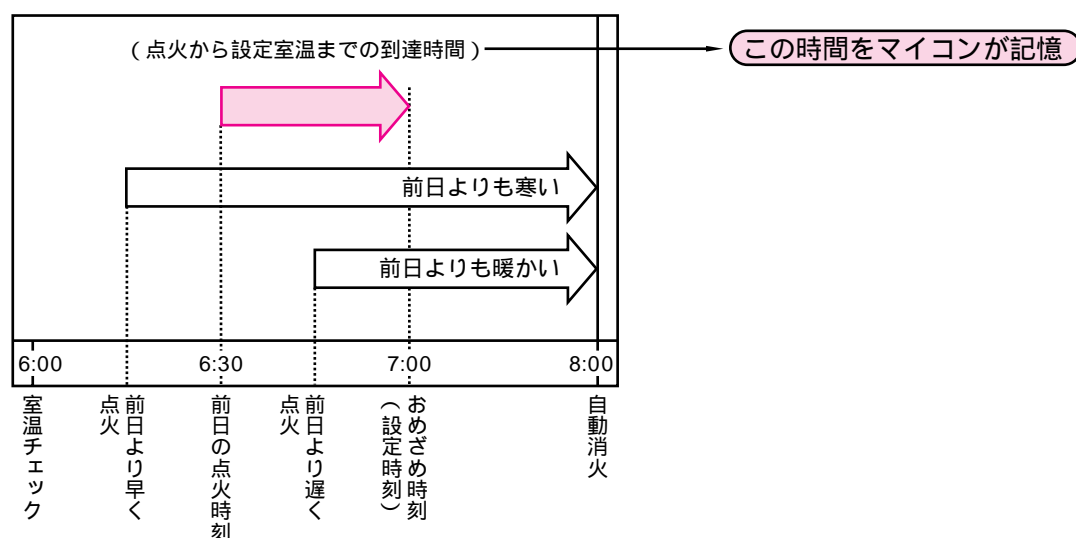 (点火から設定室温までの到達時間)
この時間をマイコンが記憶
前日よりも寒い
前日よりも暖かい
6:00
6:30
7:00
8:00
室温チェック
前日より早く
点火
前日の点火時刻
前日より遅く
点火
おめざめ時刻
(設定時刻)
自動消火